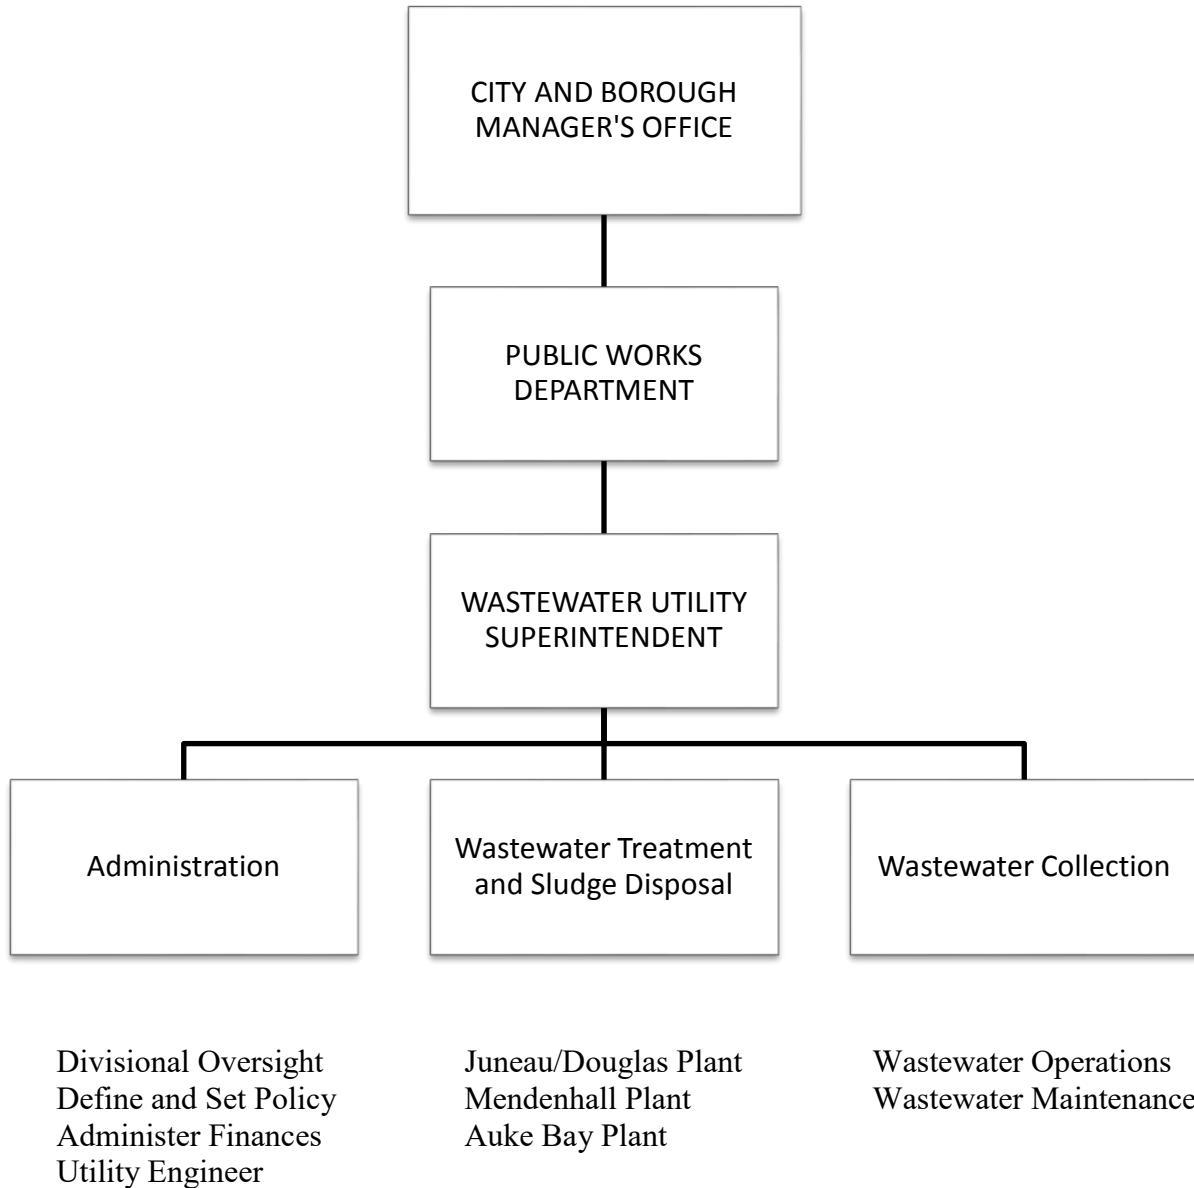 CITY AND BOROUGH
MANAGER'S OFFICE
PUBLIC WORKS
DEPARTMENT
WASTEWATER UTILITY
SUPERINTENDENT
Administration
Wastewater Treatment
and Sludge Disposal
Wastewater Collection
Divisional Oversight
Define and Set Policy
Administer Finances
Utility Engineer
Juneau/Douglas Plant
Mendenhall Plant
Auke Bay Plant
Wastewater Operations
Wastewater Maintenance